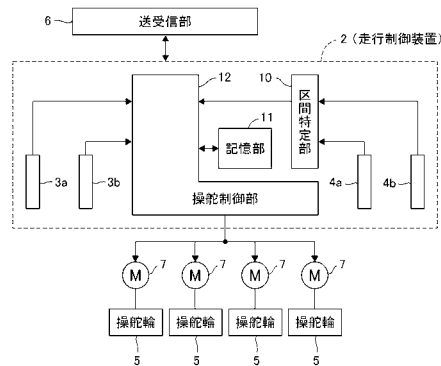 6
送受信部
2(走行制御装置)
12
10
区間特定部
11
記憶部
3a
3b
4a
4b
操舵制御部
M
7
M
7
M
7
M
7
操舵輪
操舵輪
操舵輪
操舵輪
5
5
5
5